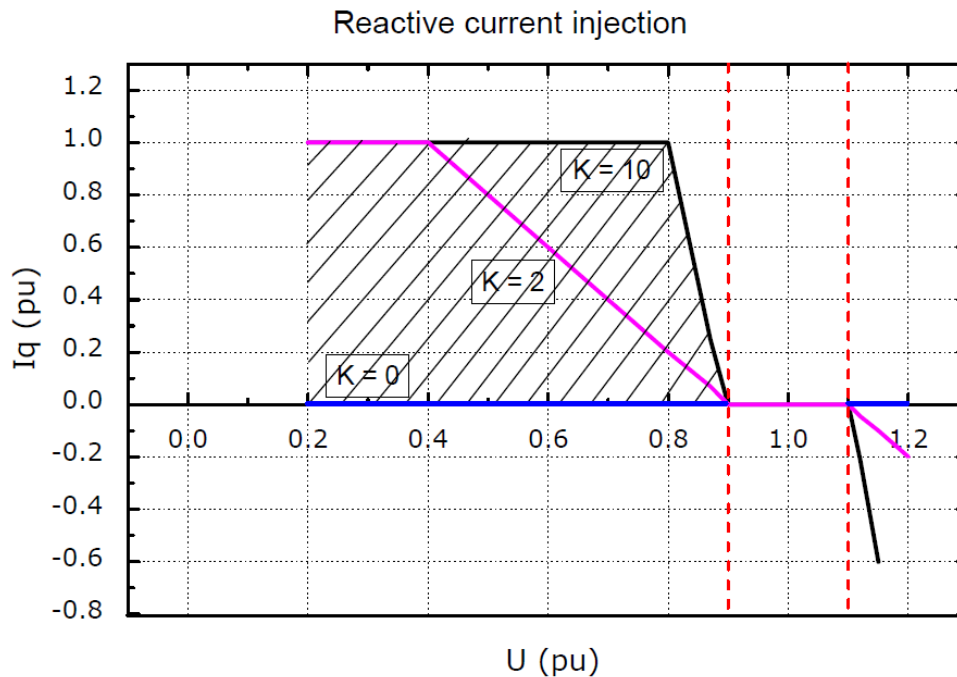 Reactive current injection
1.2
1.0
0.8
0.6
0.4
0.2
0.0
-0.2
-0.4
-0.6
-0.8
Iq (pu)
K = 10
K = 2
K = 0
0.0 0.2 0.4 0.6 0.8 1.0 1.2
U (pu)